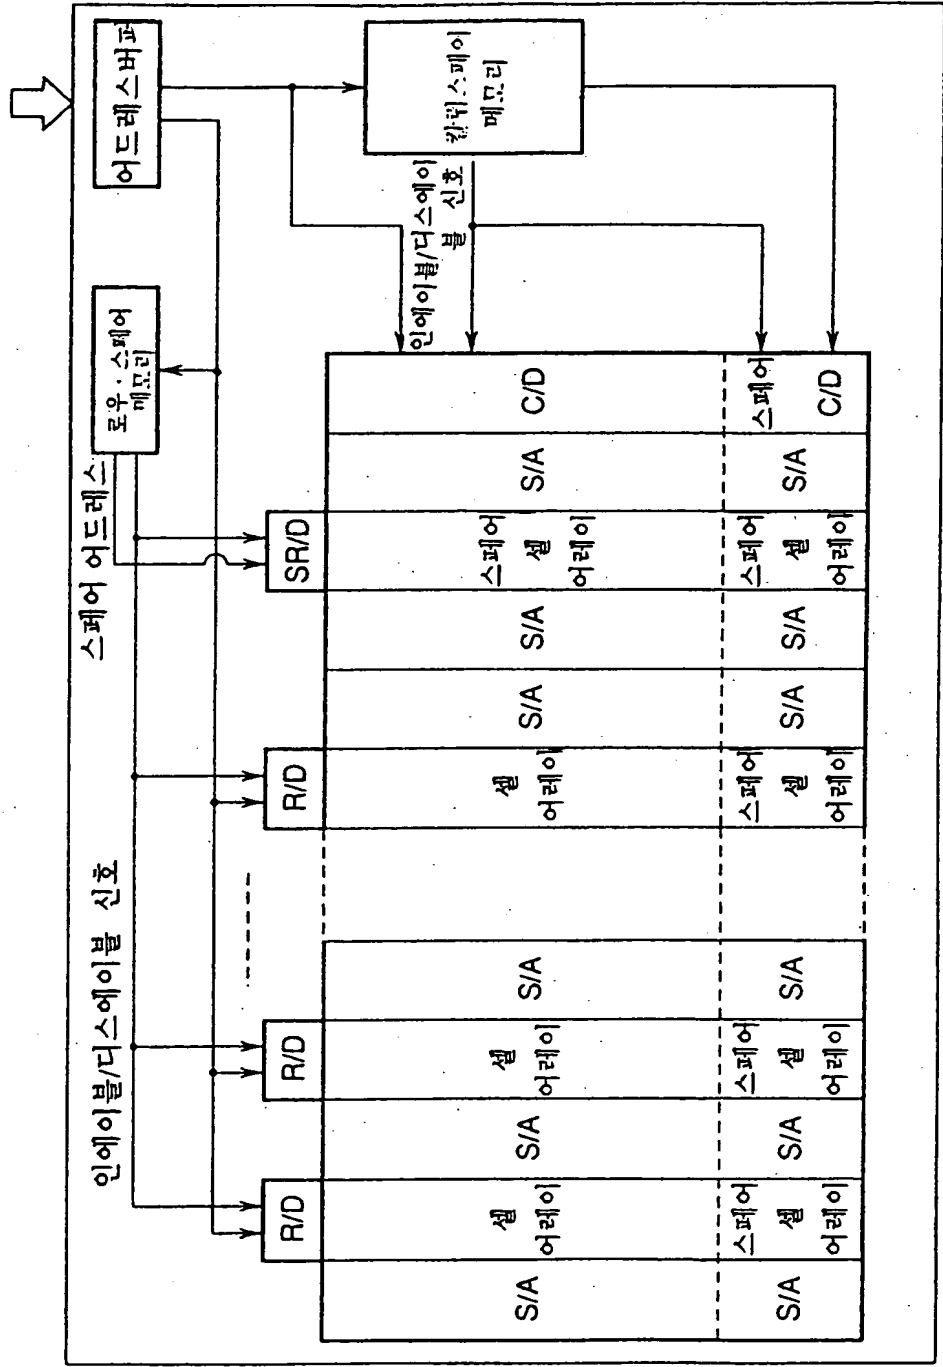 인에이블/디스에이블 신호
스페어 어드레스
로우·스페어
메모리
어드레스버퍼
R/D
R/D
R/D
SR/D
인에이블/디스에이
블 신호
칼럼스페어
메모리
S/A
셀
어레이
S/A
셀
어레이
S/A
셀
어레이
S/A
S/A
스페어
셀
어레이
S/A
C/D
S/A
스페어
셀
어레이
S/A
스페어
셀
어레이
S/A
스페어
셀
어레이
S/A
S/A
스페어
셀
어레이
S/A
스페어
C/D